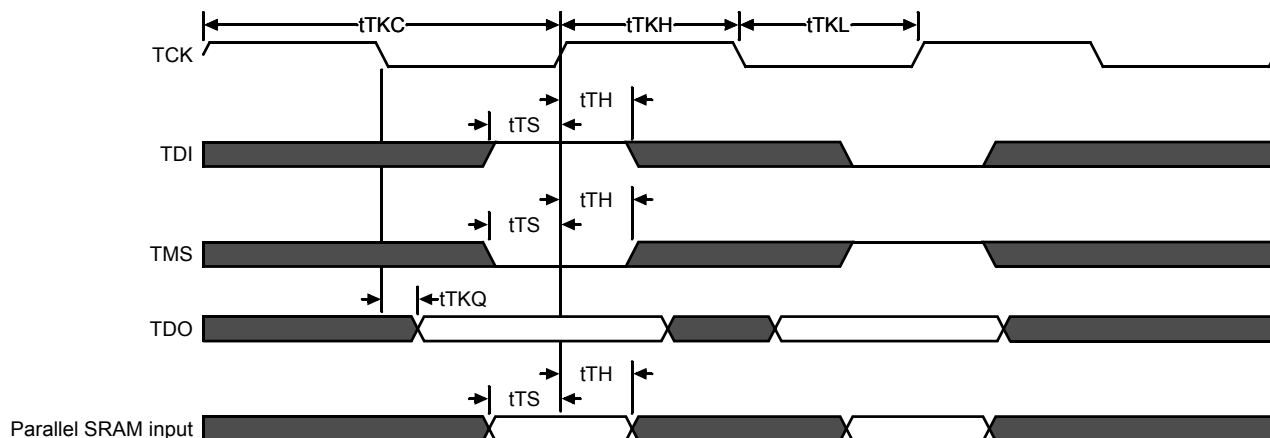 tTKC
tTKH
tTKL
TCK
tTH
tTS
TDI
tTH
tTS
TMS
tTKQ
TDO
tTH
tTS
Parallel SRAM input